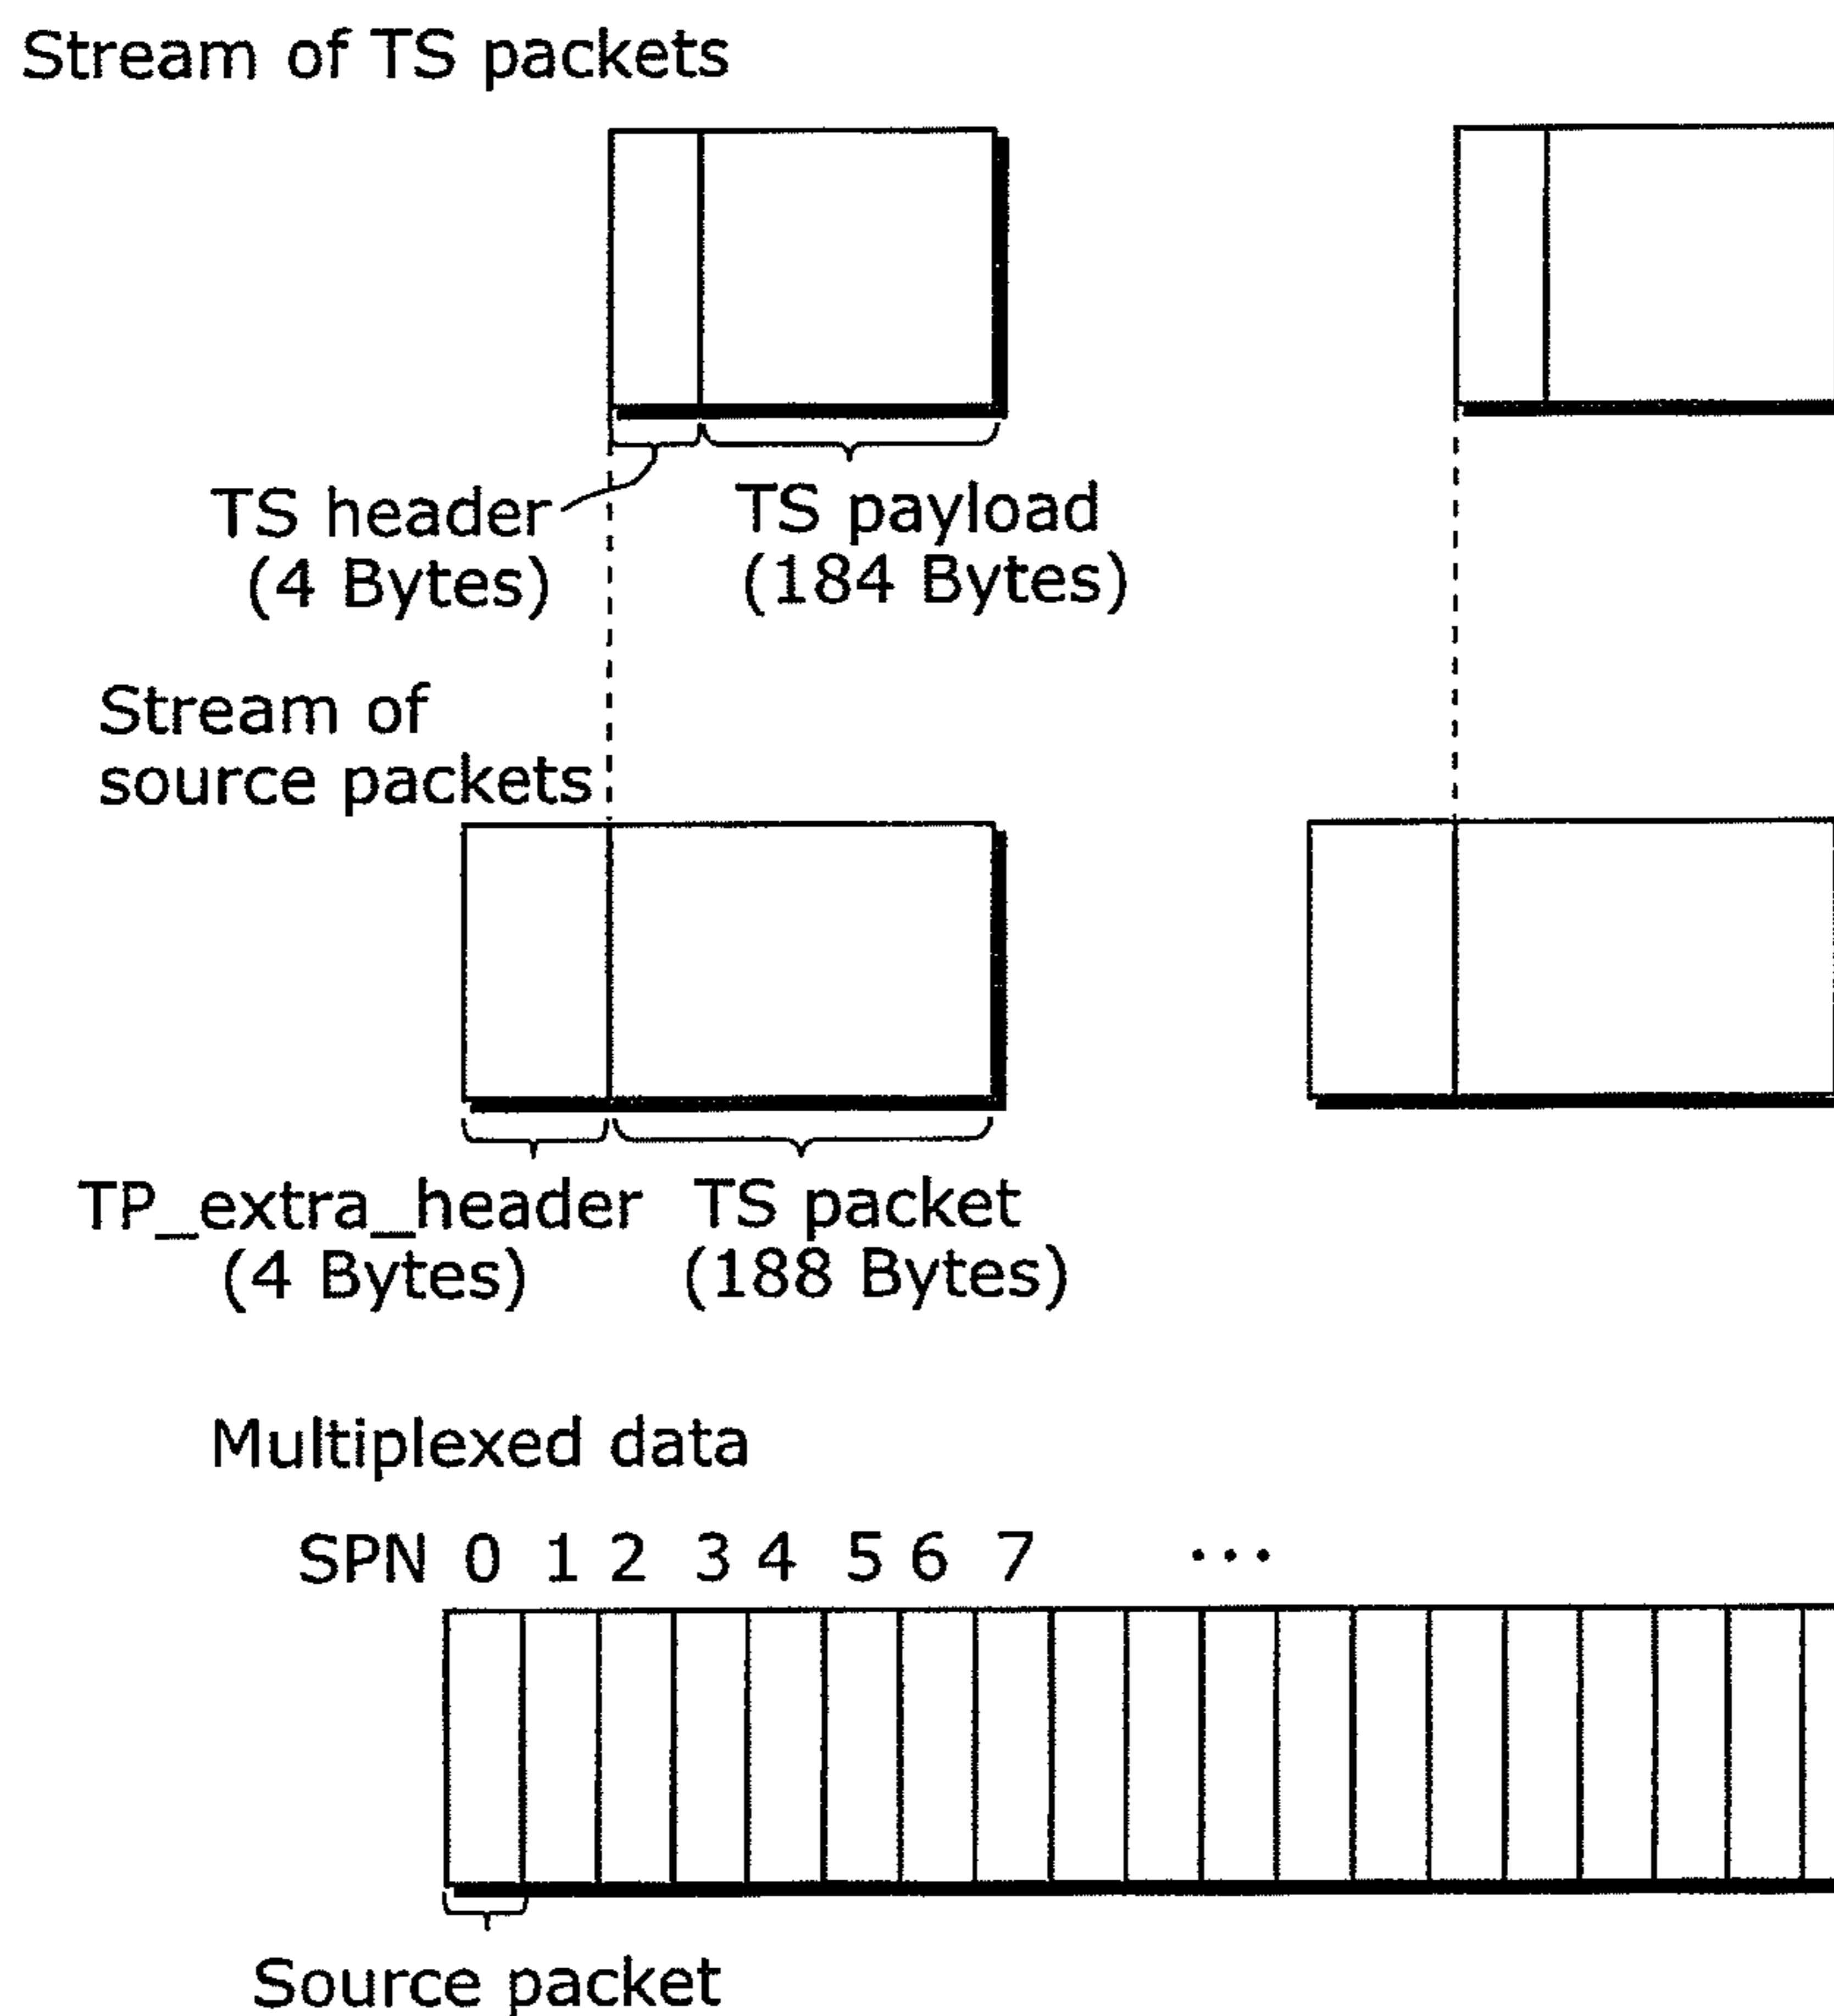 Stream of TS packets
TS header
(4 Bytes)
TS payload
(184 Bytes)
Stream of
source packets
TP_extra_header
(4 Bytes)
TS packet
(188 Bytes)
Multiplexed data
SPN 0 1 2 3 4 5 6 7 ...
Source packet